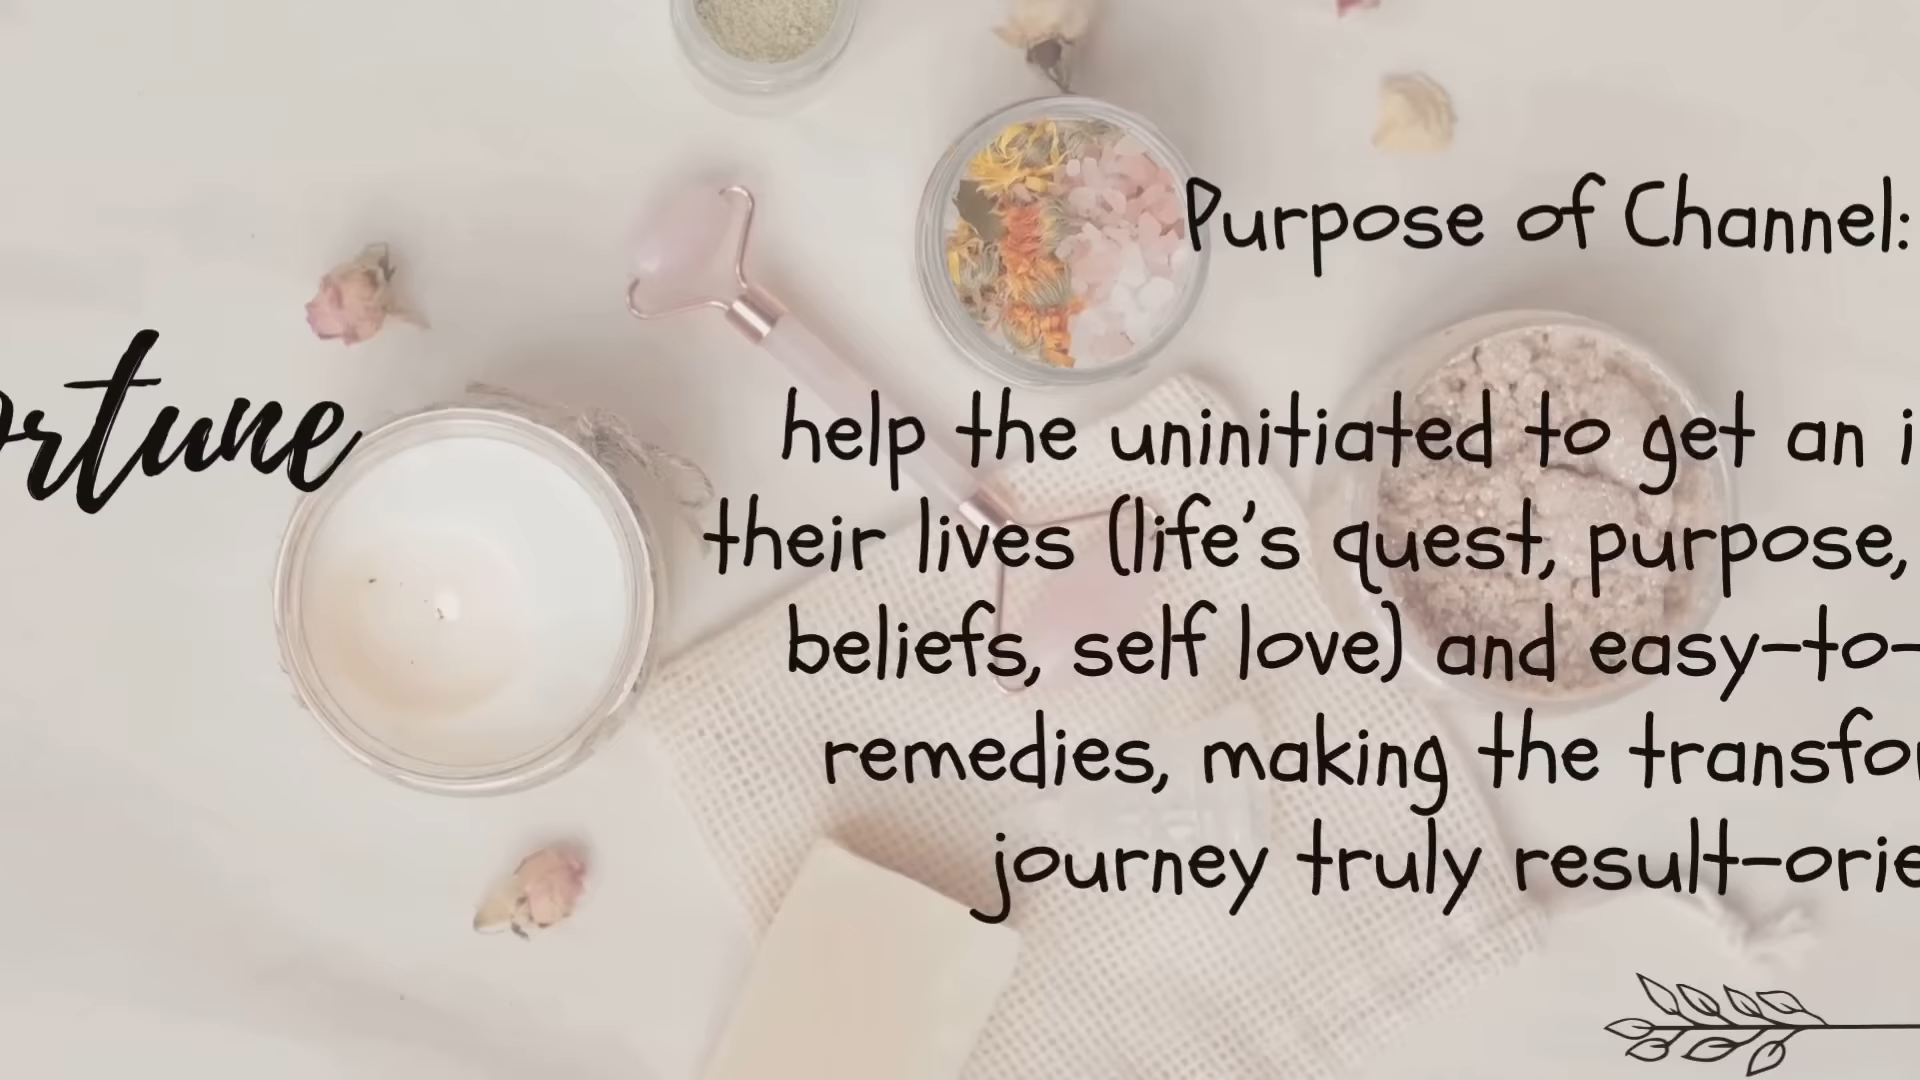 Purpose of Channel:
ortune
help the uninitiated to get an i
their lives (life's quest, purpose,
beliefs, self love) and easy-to-
remedies, making the transfor
journey truly result-orie